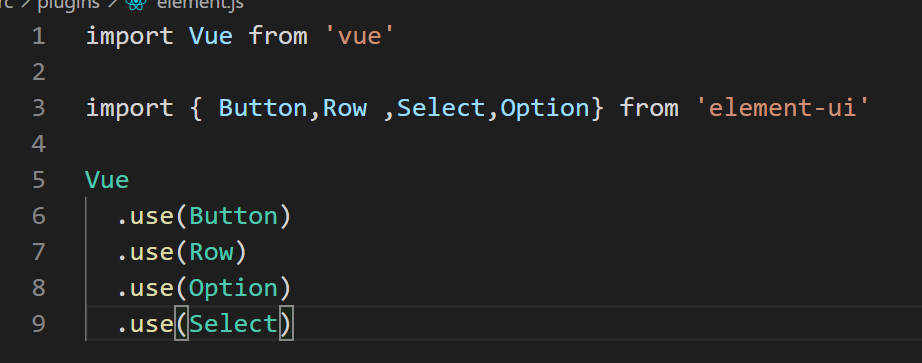 rc > plugins > element.js
1 import Vue from 'vue'
2
3 import { Button,Row ,Select,Option} from 'element-ui'
4
5 Vue
6 .use(Button)
7 .use(Row)
8 .use(Option)
9 .use(Select)